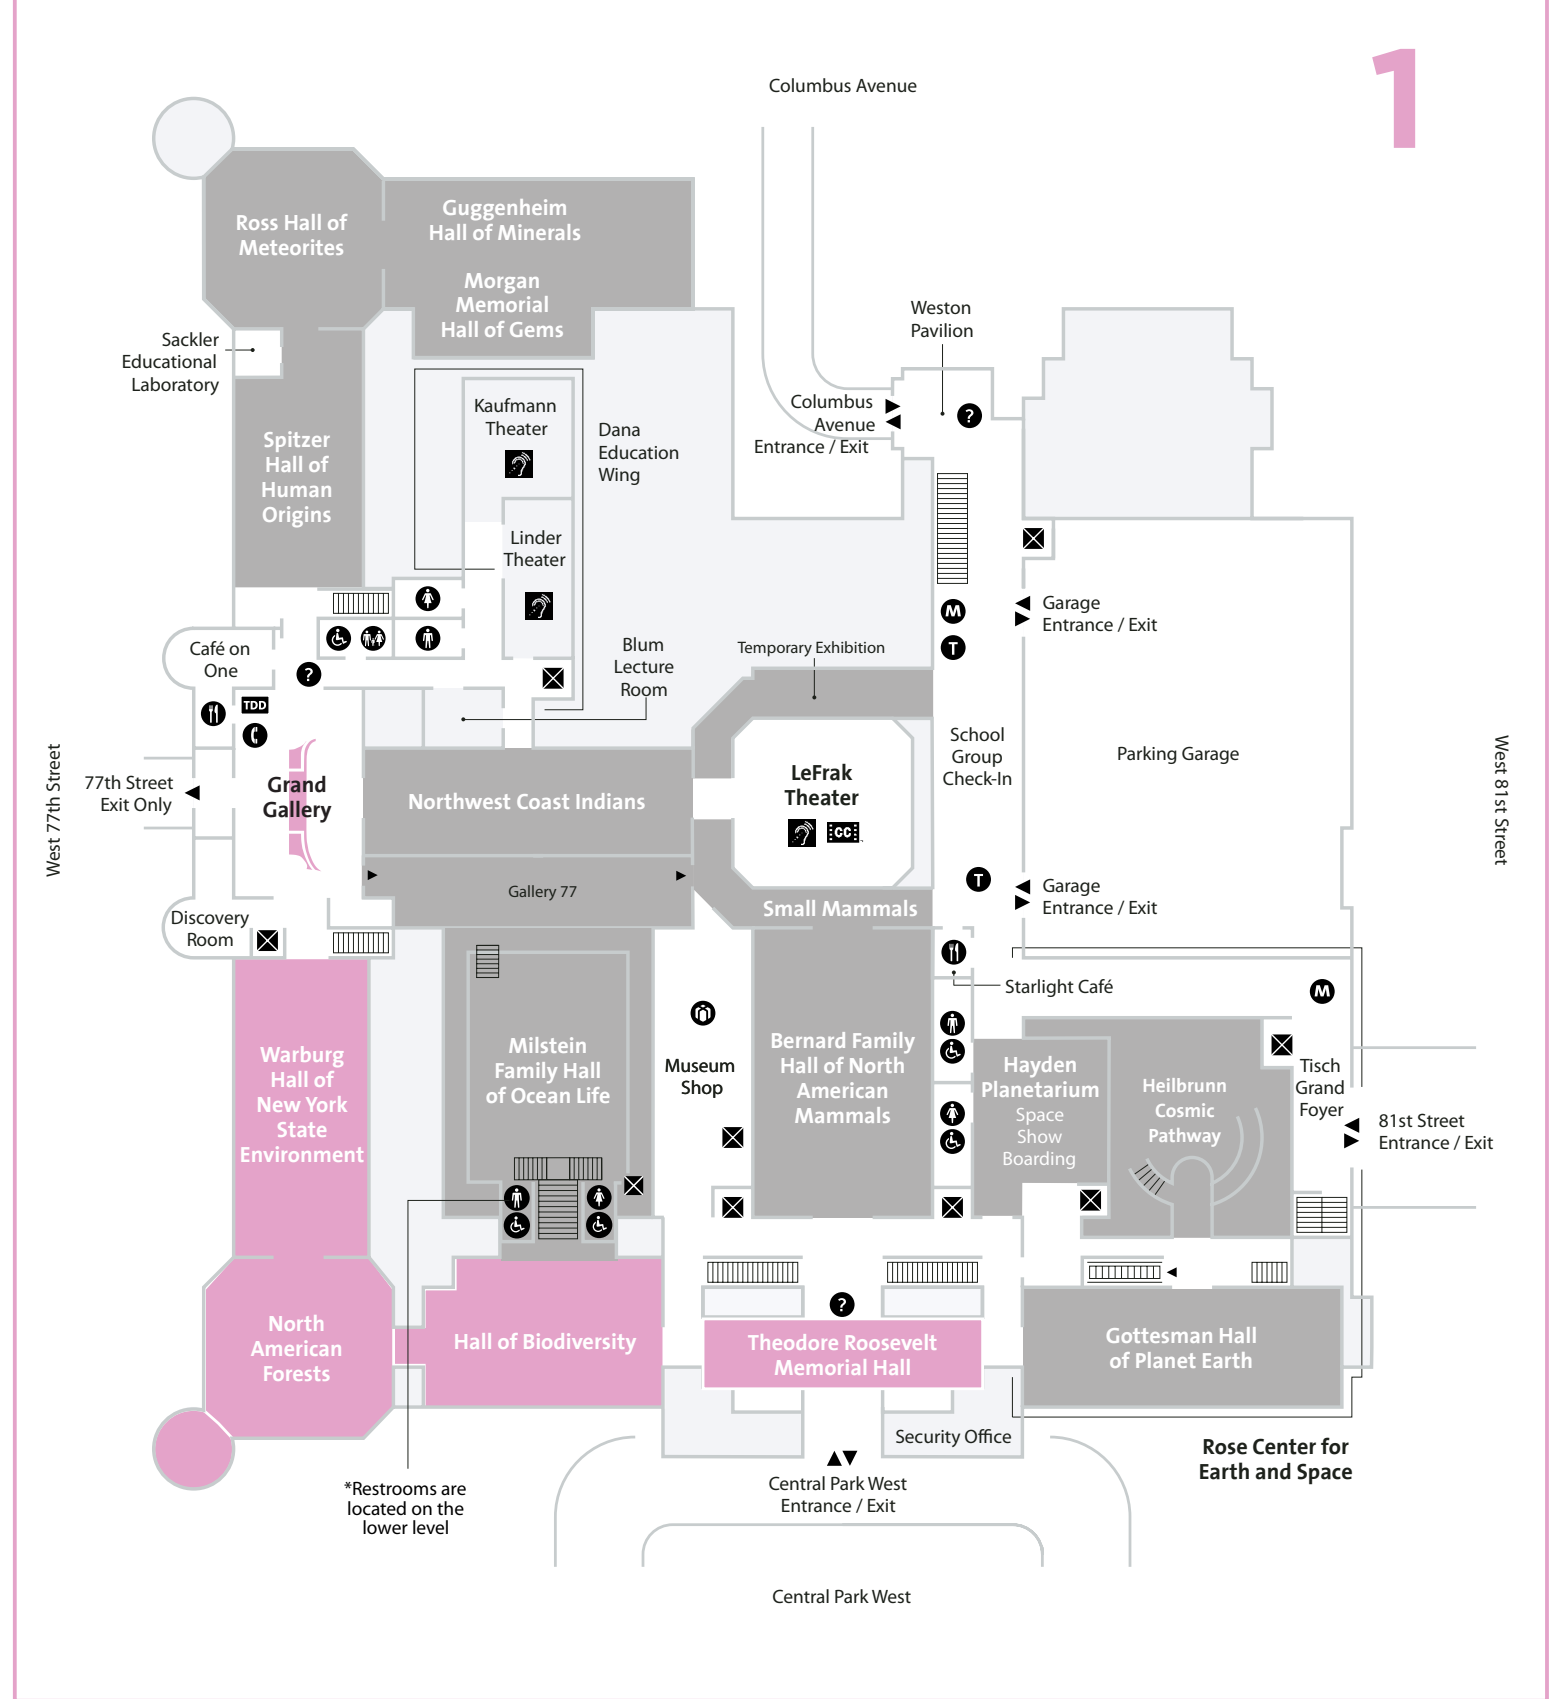 1
Columbus Avenue
Ross Hall of
Meteorites
Guggenheim
Hall of Minerals
Morgan
Memorial
Hall of Gems
Sackler
Educational
Laboratory
Weston
Pavilion
?
Columbus
Avenue
Entrance / Exit
Kaufmann
Theater
Dana
Education
Wing
Spitzer
Hall of
Human
Origins
Linder
Theater
M
T
Garage
Entrance / Exit
Café on
One
?
TDD
Blum
Lecture
Room
Temporary Exhibition
School
Group
Check-In
Parking Garage
West 77th Street
77th Street
Exit Only
Grand
Gallery
Northwest Coast Indians
LeFrak
Theater
CC
West 81st Street
Gallery 77
T
Garage
Entrance / Exit
Small Mammals
Discovery
Room
Starlight Café
M
Warburg
Hall of
New York
State
Environment
Milstein
Family Hall
of Ocean Life
Museum
Shop
Bernard Family
Hall of North
American
Mammals
Hayden
Planetarium
Space
Show
Boarding
Heilbrunn
Cosmic
Pathway
Tisch
Grand
Foyer
81st Street
Entrance / Exit
North
American
Forests
Hall of Biodiversity
?
Theodore Roosevelt
Memorial Hall
Gottesman Hall
of Planet Earth
Security Office
Rose Center for
Earth and Space
*Restrooms are
located on the
lower level
Central Park West
Entrance / Exit
Central Park West